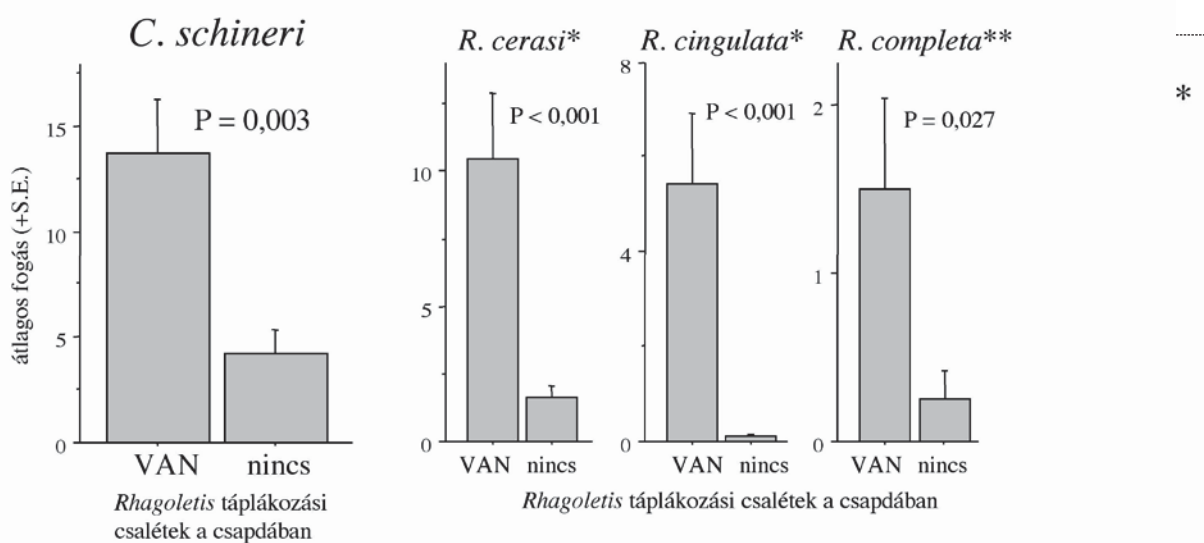 C. schineri
R. cerasi* R. cingulata* R. completa**
*
P = 0,003
P < 0,001
P < 0,001
P = 0,027
átlagos fogás (+S.E.)
15
10
5
0
10
5
0
8
4
0
2
1
0
VAN nincs
VAN nincs
VAN nincs
VAN nincs
Rhagoletis táplákozási
csalétek a csapdában
Rhagoletis táplákozási csalétek a csapdában